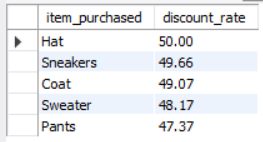 item_purchased discount_rate
Hat 50.00
Sneakers 49.66
Coat 49.07
Sweater 48.17
Pants 47.37